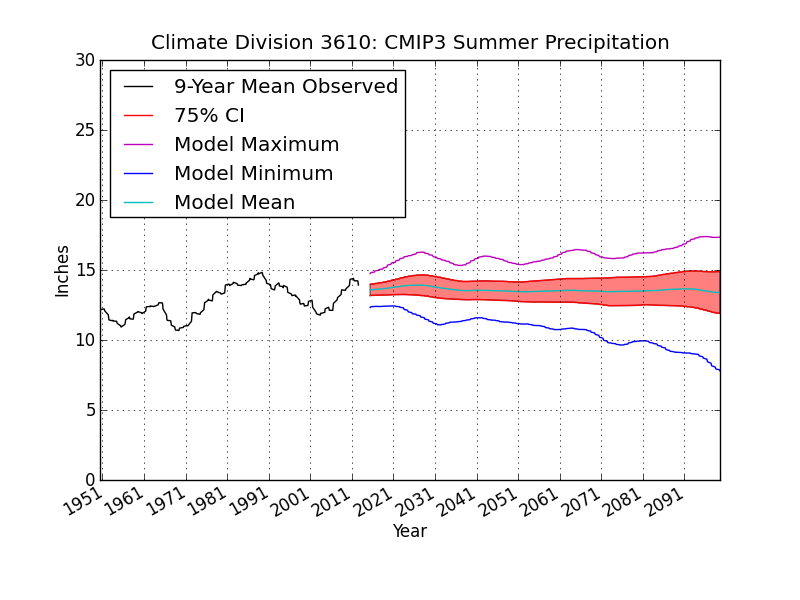 Climate Division 3610: CMIP3 Summer Precipitation
30
25
20
15
10
5
0
Inches
9-Year Mean Observed
75% CI
Model Maximum
Model Minimum
Model Mean
1951 1961 1971 1981 1991 2001 2011 2021 2031 2041 2051 2061 2071 2081 2091
Year